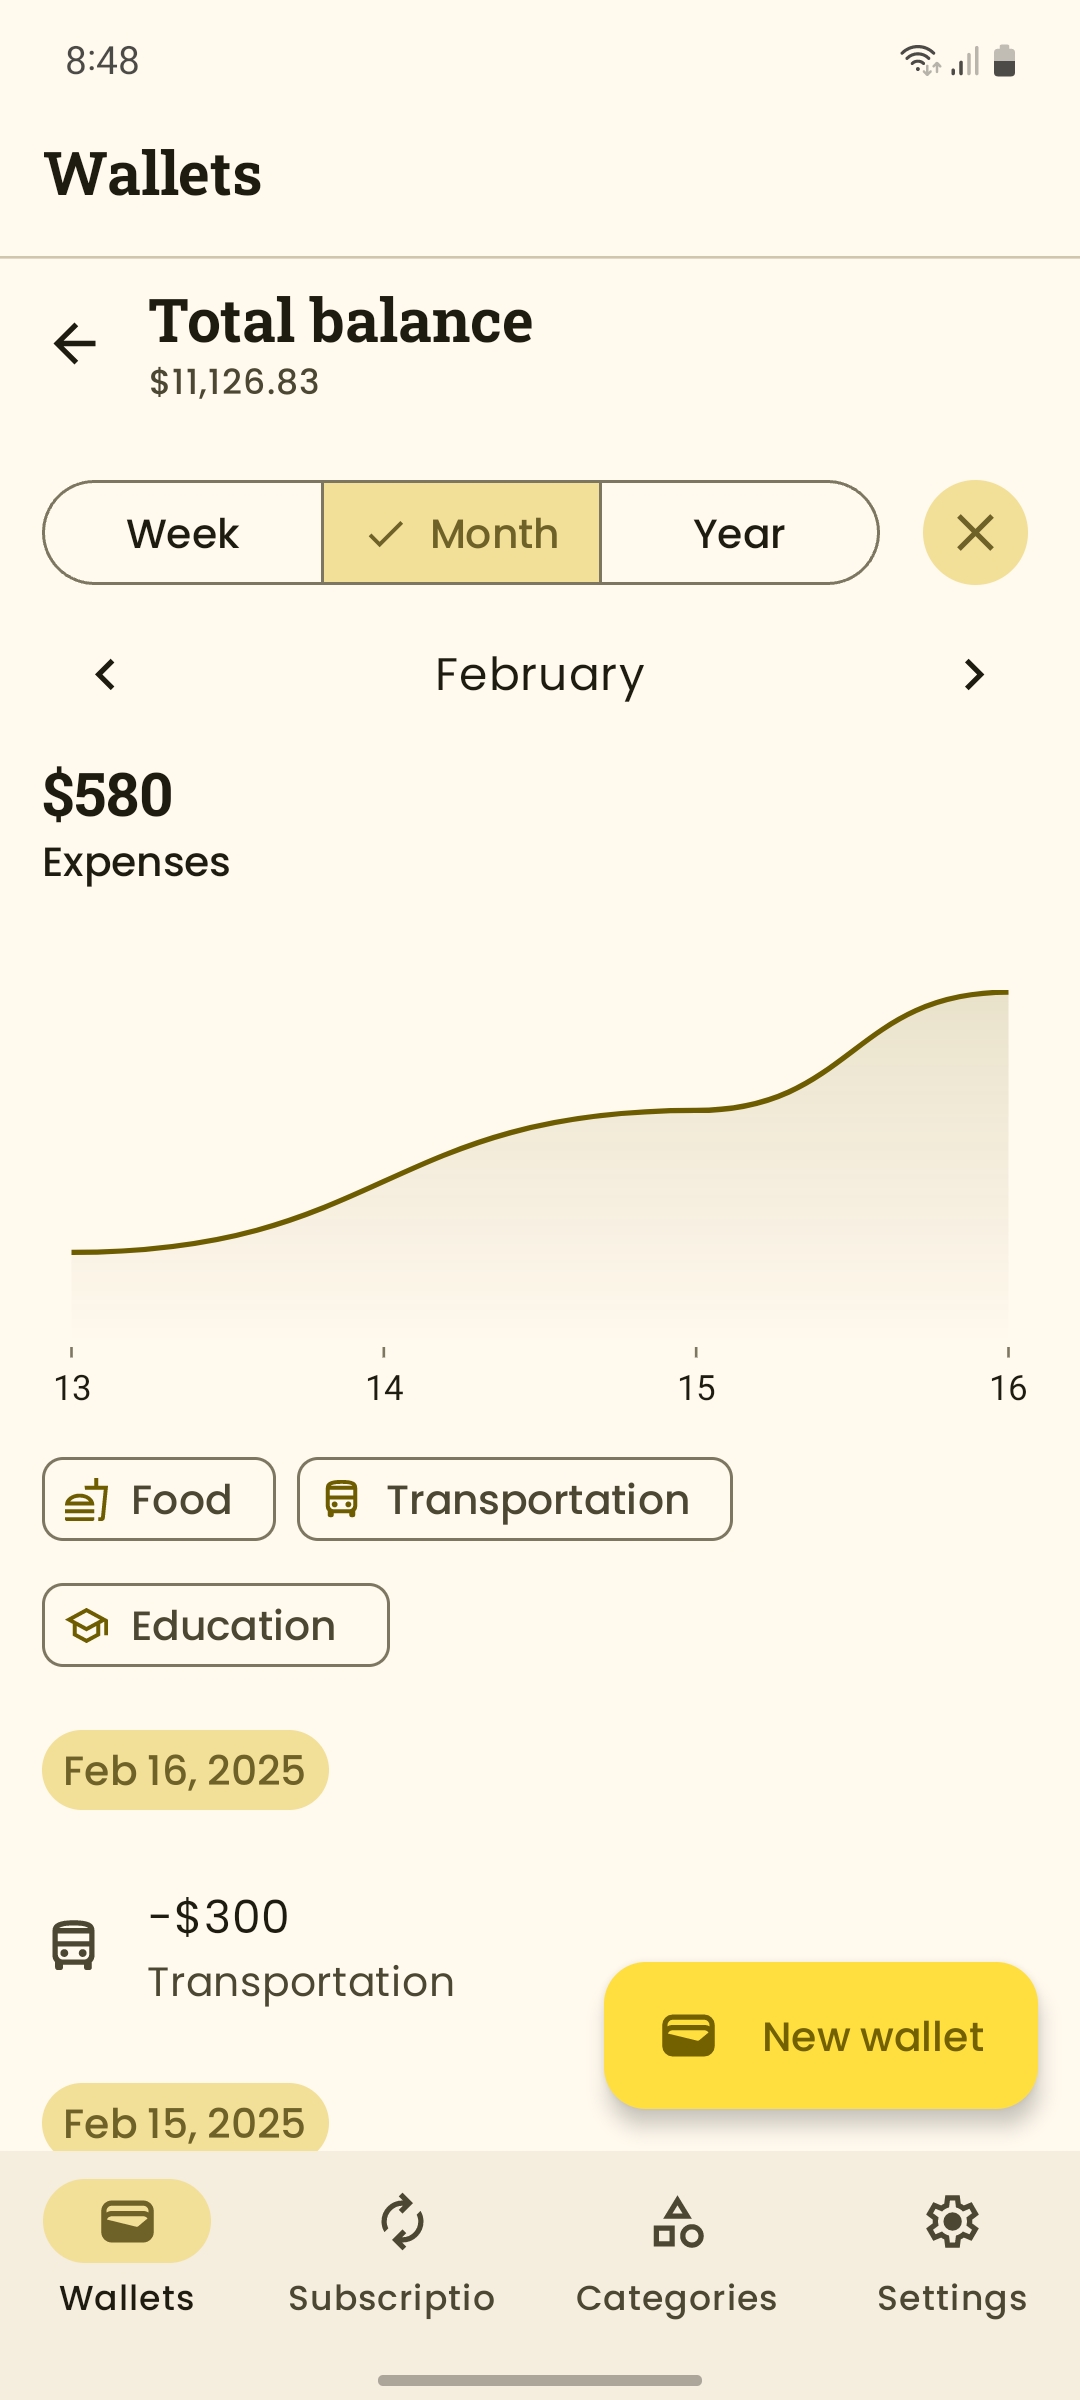 8:48
Wallets
Total balance
$11,126.83
Week
Month
Year
February
$580
Expenses
13 14 15 16
Food
Transportation
Education
Feb 16, 2025
-$300
Transportation
New wallet
Feb 15, 2025
Wallets
Subscriptio
Categories
Settings